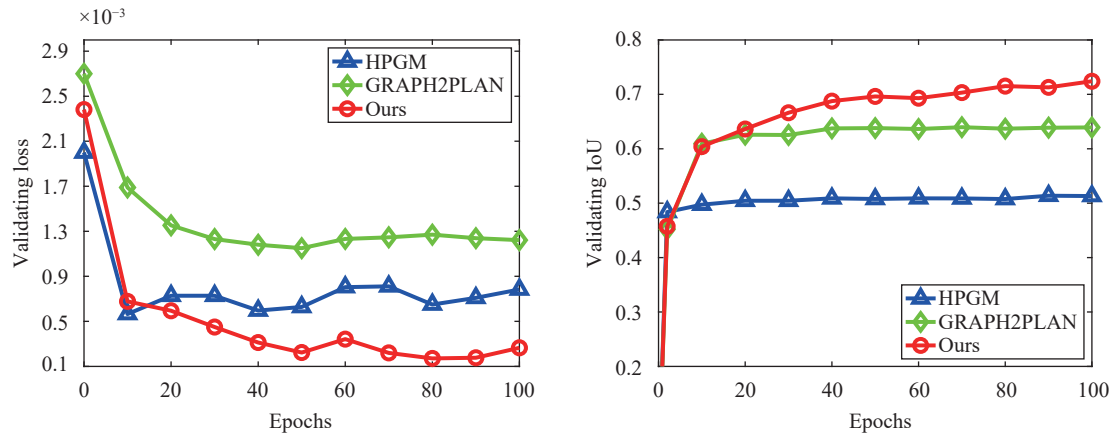 ×10⁻³
2.9
2.5
2.1
1.7
1.3
0.9
0.5
0.1
Validating loss
0 20 40 60 80 100
Epochs
HPGM
GRAPH2PLAN
Ours
0.8
0.7
0.6
0.5
0.4
0.3
0.2
Validating IoU
0 20 40 60 80 100
Epochs
HPGM
GRAPH2PLAN
Ours